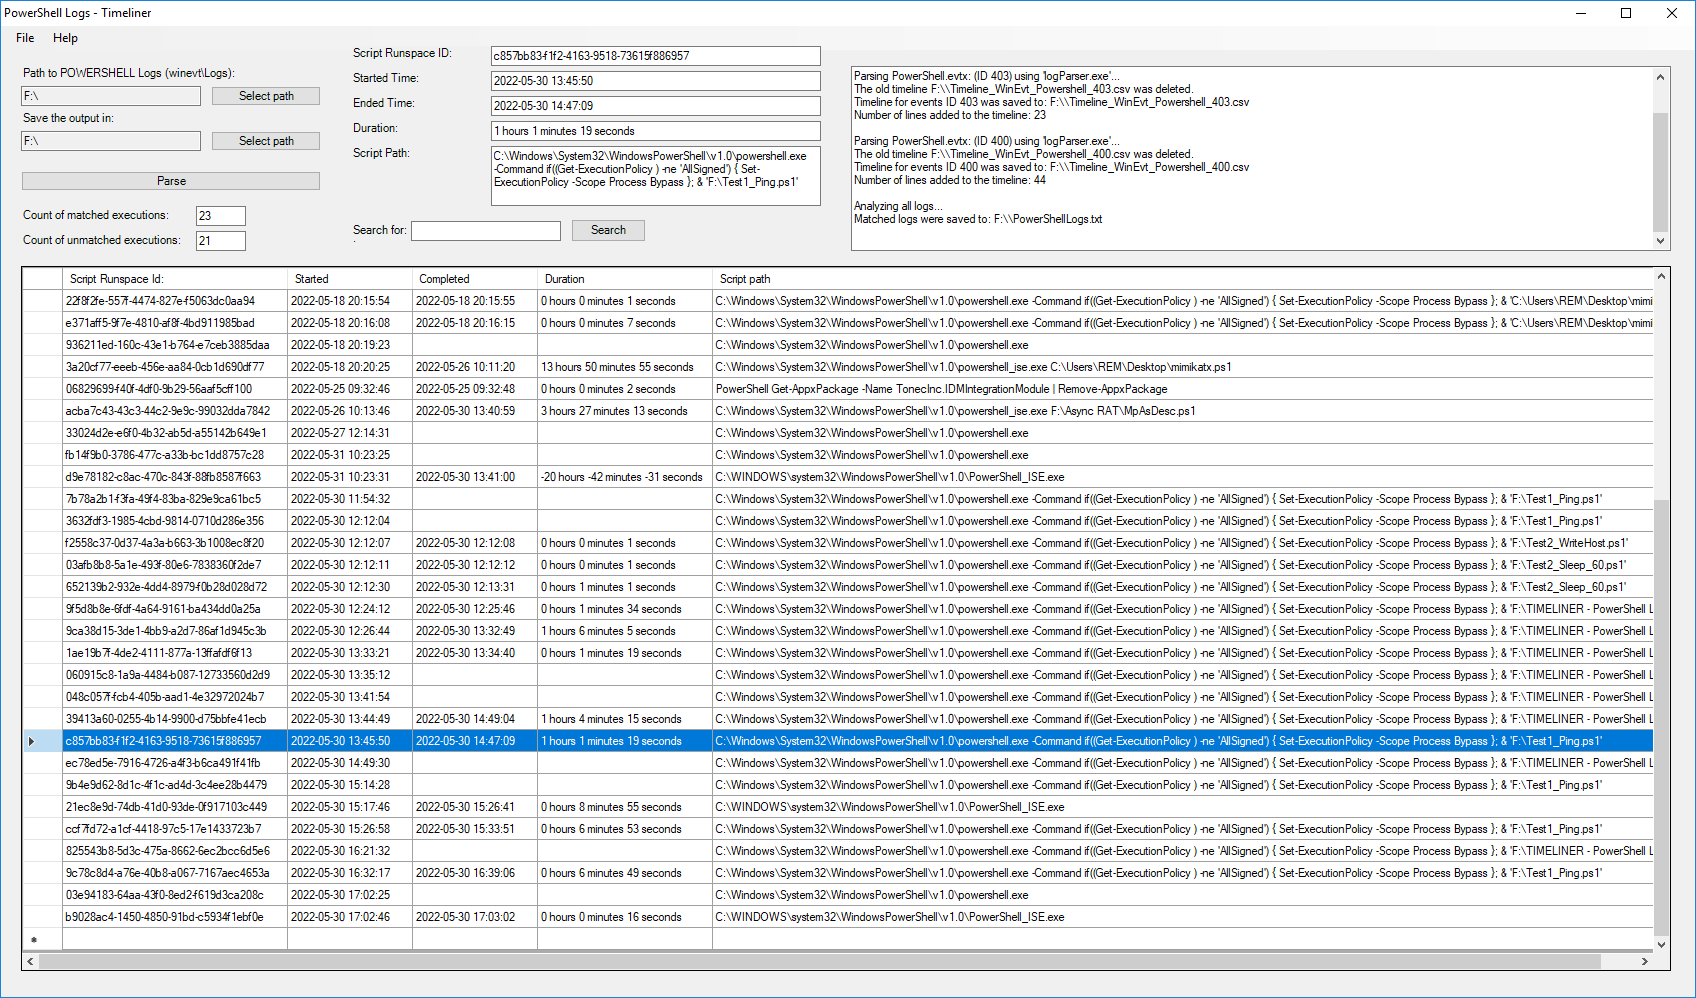 PowerShell Logs - Timeliner
File Help
Path to POWERSHELL Logs (winevt\Logs):
F:\ Select path
Save the output in:
F:\ Select path
Parse
Count of matched executions: 23
Count of unmatched executions: 21
Script Runspace ID: c857bb83-f1f2-4163-9518-73615f886957
Started Time: 2022-05-30 13:45:50
Ended Time: 2022-05-30 14:47:09
Duration: 1 hours 1 minutes 19 seconds
Script Path: C:\Windows\System32\WindowsPowerShell\v1.0\powershell.exe
-Command if((Get-ExecutionPolicy ) -ne 'AllSigned') { Set-
ExecutionPolicy -Scope Process Bypass }; & 'F:\Test1_Ping.ps1'
Search for: Search
Parsing PowerShell.evtx: (ID 403) using 'logParser.exe'...
The old timeline F:\\Timeline_WinEvt_Powershell_403.csv was deleted.
Timeline for events ID 403 was saved to: F:\\Timeline_WinEvt_Powershell_403.csv
Number of lines added to the timeline: 23
Parsing PowerShell.evtx: (ID 400) using 'logParser.exe'...
The old timeline F:\\Timeline_WinEvt_Powershell_400.csv was deleted.
Timeline for events ID 400 was saved to: F:\\Timeline_WinEvt_Powershell_400.csv
Number of lines added to the timeline: 44
Analyzing all logs...
Matched logs were saved to: F:\\PowerShellLogs.txt
Script Runspace Id: Started Completed Duration Script path
22f8f2fe-557f-4474-827e-f5063dc0aa94 2022-05-18 20:15:54 2022-05-18 20:15:55 0 hours 0 minutes 1 seconds C:\Windows\System32\WindowsPowerShell\v1.0\powershell.exe -Command if((Get-ExecutionPolicy ) -ne 'AllSigned') { Set-ExecutionPolicy -Scope Process Bypass }; & 'C:\Users\REM\Desktop\mimi
e371aff5-9f7e-4810-af8f-4bd911985bad 2022-05-18 20:16:08 2022-05-18 20:16:15 0 hours 0 minutes 7 seconds C:\Windows\System32\WindowsPowerShell\v1.0\powershell.exe -Command if((Get-ExecutionPolicy ) -ne 'AllSigned') { Set-ExecutionPolicy -Scope Process Bypass }; & 'C:\Users\REM\Desktop\mimi
936211ed-160c-43e1-b764-e7ceb3885daa 2022-05-18 20:19:23 C:\Windows\System32\WindowsPowerShell\v1.0\powershell.exe
3a20cf77-eeeb-456e-aa84-0cb1d690df77 2022-05-18 20:20:25 2022-05-26 10:11:20 13 hours 50 minutes 55 seconds C:\Windows\System32\WindowsPowerShell\v1.0\powershell_ise.exe C:\Users\REM\Desktop\mimikatx.ps1
06829699-f40f-4df0-9b29-56aaf5cff100 2022-05-25 09:32:46 2022-05-25 09:32:48 0 hours 0 minutes 2 seconds PowerShell Get-AppxPackage -Name TonecInc.IDMIntegrationModule | Remove-AppxPackage
acba7c43-43c3-44c2-9e9c-99032dda7842 2022-05-26 10:13:46 2022-05-30 13:40:59 3 hours 27 minutes 13 seconds C:\Windows\System32\WindowsPowerShell\v1.0\powershell_ise.exe F:\Async RAT\MpAsDesc.ps1
33024d2e-e6f0-4b32-ab5d-a55142b649e1 2022-05-27 12:14:31 C:\Windows\System32\WindowsPowerShell\v1.0\powershell.exe
fb14f9b0-3786-477c-a33b-bc1dd8757c28 2022-05-31 10:23:25 C:\Windows\System32\WindowsPowerShell\v1.0\powershell.exe
d9e78182-c8ac-470c-843f-88fb8587f663 2022-05-31 10:23:31 2022-05-30 13:41:00 -20 hours -42 minutes -31 seconds C:\WINDOWS\system32\WindowsPowerShell\v1.0\PowerShell_ISE.exe
7b78a2b1-f3fa-49f4-83ba-829e9ca61bc5 2022-05-30 11:54:32 C:\Windows\System32\WindowsPowerShell\v1.0\powershell.exe -Command if((Get-ExecutionPolicy ) -ne 'AllSigned') { Set-ExecutionPolicy -Scope Process Bypass }; & 'F:\Test1_Ping.ps1'
3632fdf3-1985-4cbd-9814-0710d286e356 2022-05-30 12:12:04 C:\Windows\System32\WindowsPowerShell\v1.0\powershell.exe -Command if((Get-ExecutionPolicy ) -ne 'AllSigned') { Set-ExecutionPolicy -Scope Process Bypass }; & 'F:\Test1_Ping.ps1'
f2558c37-0d37-4a3a-b663-3b1008ec8f20 2022-05-30 12:12:07 2022-05-30 12:12:08 0 hours 0 minutes 1 seconds C:\Windows\System32\WindowsPowerShell\v1.0\powershell.exe -Command if((Get-ExecutionPolicy ) -ne 'AllSigned') { Set-ExecutionPolicy -Scope Process Bypass }; & 'F:\Test2_WriteHost.ps1'
03afb8b8-5a1e-493f-80e6-7838360f2de7 2022-05-30 12:12:11 2022-05-30 12:12:12 0 hours 0 minutes 1 seconds C:\Windows\System32\WindowsPowerShell\v1.0\powershell.exe -Command if((Get-ExecutionPolicy ) -ne 'AllSigned') { Set-ExecutionPolicy -Scope Process Bypass }; & 'F:\Test2_Sleep_60.ps1'
652139b2-932e-4dd4-8979-f0b28d028d72 2022-05-30 12:12:30 2022-05-30 12:13:31 0 hours 1 minutes 1 seconds C:\Windows\System32\WindowsPowerShell\v1.0\powershell.exe -Command if((Get-ExecutionPolicy ) -ne 'AllSigned') { Set-ExecutionPolicy -Scope Process Bypass }; & 'F:\Test2_Sleep_60.ps1'
9f5d8b8e-6fdf-4a64-9161-ba434dd0a25a 2022-05-30 12:24:12 2022-05-30 12:25:46 0 hours 1 minutes 34 seconds C:\Windows\System32\WindowsPowerShell\v1.0\powershell.exe -Command if((Get-ExecutionPolicy ) -ne 'AllSigned') { Set-ExecutionPolicy -Scope Process Bypass }; & 'F:\TIMELINER - PowerShell L
9ca38d15-3de1-4bb9-a2d7-86af1d945c3b 2022-05-30 12:26:44 2022-05-30 13:32:49 1 hours 6 minutes 5 seconds C:\Windows\System32\WindowsPowerShell\v1.0\powershell.exe -Command if((Get-ExecutionPolicy ) -ne 'AllSigned') { Set-ExecutionPolicy -Scope Process Bypass }; & 'F:\TIMELINER - PowerShell L
1ae19b7f-4de2-4111-877a-13ffafdf6f13 2022-05-30 13:33:21 2022-05-30 13:34:40 0 hours 1 minutes 19 seconds C:\Windows\System32\WindowsPowerShell\v1.0\powershell.exe -Command if((Get-ExecutionPolicy ) -ne 'AllSigned') { Set-ExecutionPolicy -Scope Process Bypass }; & 'F:\TIMELINER - PowerShell L
060915c8-1a9a-4484-b087-12733560d2d9 2022-05-30 13:35:12 C:\Windows\System32\WindowsPowerShell\v1.0\powershell.exe -Command if((Get-ExecutionPolicy ) -ne 'AllSigned') { Set-ExecutionPolicy -Scope Process Bypass }; & 'F:\TIMELINER - PowerShell L
048c057f-fcb4-405b-aad1-4e32972024b7 2022-05-30 13:41:54 C:\Windows\System32\WindowsPowerShell\v1.0\powershell.exe -Command if((Get-ExecutionPolicy ) -ne 'AllSigned') { Set-ExecutionPolicy -Scope Process Bypass }; & 'F:\TIMELINER - PowerShell L
39413a60-0255-4b14-9900-d75bbfe41ecb 2022-05-30 13:44:49 2022-05-30 14:49:04 1 hours 4 minutes 15 seconds C:\Windows\System32\WindowsPowerShell\v1.0\powershell.exe -Command if((Get-ExecutionPolicy ) -ne 'AllSigned') { Set-ExecutionPolicy -Scope Process Bypass }; & 'F:\TIMELINER - PowerShell L
c857bb83-f1f2-4163-9518-73615f886957 2022-05-30 13:45:50 2022-05-30 14:47:09 1 hours 1 minutes 19 seconds C:\Windows\System32\WindowsPowerShell\v1.0\powershell.exe -Command if((Get-ExecutionPolicy ) -ne 'AllSigned') { Set-ExecutionPolicy -Scope Process Bypass }; & 'F:\Test1_Ping.ps1'
ec78ed5e-7916-4726-a4f3-b6ca491f41fb 2022-05-30 14:49:30 C:\Windows\System32\WindowsPowerShell\v1.0\powershell.exe -Command if((Get-ExecutionPolicy ) -ne 'AllSigned') { Set-ExecutionPolicy -Scope Process Bypass }; & 'F:\TIMELINER - PowerShell L
9b4e9d62-8d1c-4f1c-ad4d-3c4ee28b4479 2022-05-30 15:14:28 C:\Windows\System32\WindowsPowerShell\v1.0\powershell.exe -Command if((Get-ExecutionPolicy ) -ne 'AllSigned') { Set-ExecutionPolicy -Scope Process Bypass }; & 'F:\Test1_Ping.ps1'
21ec8e9d-74db-41d0-93de-0f917103c449 2022-05-30 15:17:46 2022-05-30 15:26:41 0 hours 8 minutes 55 seconds C:\WINDOWS\system32\WindowsPowerShell\v1.0\PowerShell_ISE.exe
ccf7fd72-a1cf-4418-97c5-17e1433723b7 2022-05-30 15:26:58 2022-05-30 15:33:51 0 hours 6 minutes 53 seconds C:\Windows\System32\WindowsPowerShell\v1.0\powershell.exe -Command if((Get-ExecutionPolicy ) -ne 'AllSigned') { Set-ExecutionPolicy -Scope Process Bypass }; & 'F:\Test1_Ping.ps1'
825543b8-5d3c-475a-8662-6ec2bcc6d5e6 2022-05-30 16:21:32 C:\Windows\System32\WindowsPowerShell\v1.0\powershell.exe -Command if((Get-ExecutionPolicy ) -ne 'AllSigned') { Set-ExecutionPolicy -Scope Process Bypass }; & 'F:\TIMELINER - PowerShell L
9c78c8d4-a76e-40b8-a067-7167aec4653a 2022-05-30 16:32:17 2022-05-30 16:39:06 0 hours 6 minutes 49 seconds C:\Windows\System32\WindowsPowerShell\v1.0\powershell.exe -Command if((Get-ExecutionPolicy ) -ne 'AllSigned') { Set-ExecutionPolicy -Scope Process Bypass }; & 'F:\Test1_Ping.ps1'
03e94183-64aa-43f0-8ed2-f619d3ca208c 2022-05-30 17:02:25 C:\Windows\System32\WindowsPowerShell\v1.0\powershell.exe
b9028ac4-1450-4850-91bd-c5934f1ebf0e 2022-05-30 17:02:46 2022-05-30 17:03:02 0 hours 0 minutes 16 seconds C:\WINDOWS\system32\WindowsPowerShell\v1.0\PowerShell_ISE.exe